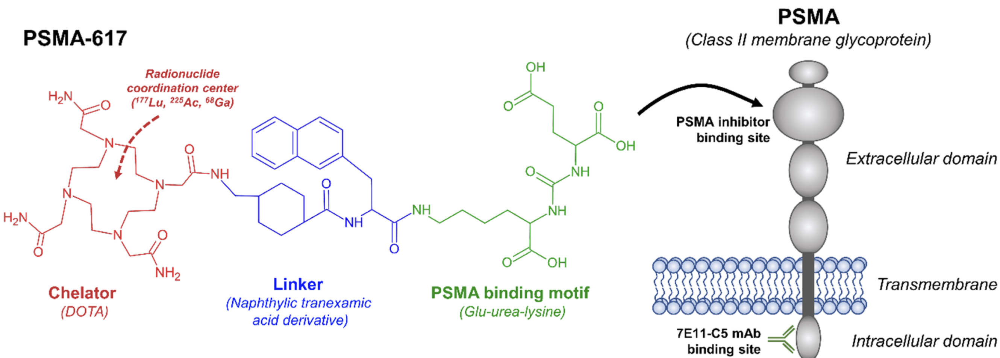 PSMA-617
Radionuclide
coordination center
(¹⁷⁷Lu, ²²⁵Ac, ⁶⁸Ga)
H₂N
O
N
N
N
N
O
NH
H₂N
O
O
NH₂
Chelator
(DOTA)
O
NH
O
Linker
(Naphthylic tranexamic
acid derivative)
OH
O
O
OH
NH
O
NH
NH
O
OH
PSMA binding motif
(Glu-urea-lysine)
PSMA
(Class II membrane glycoprotein)
PSMA inhibitor
binding site
Extracellular domain
Transmembrane
7E11-C5 mAb
binding site
Intracellular domain